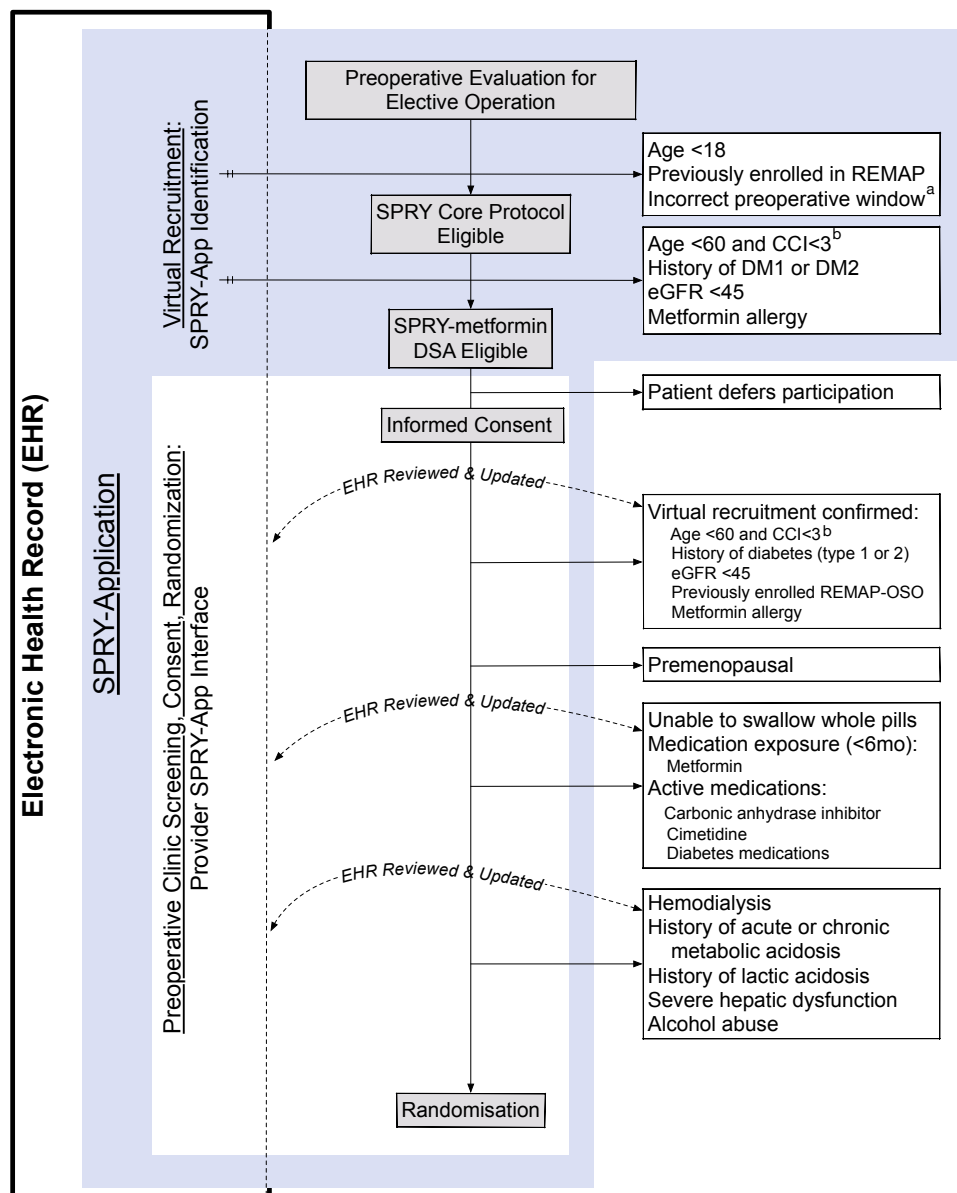 Electronic Health Record (EHR)
SPRY-Application
Virtual Recruitment:
SPRY-App Identification
Preoperative Clinic Screening, Consent, Randomization:
Provider SPRY-App Interface
Preoperative Evaluation for
Elective Operation
Age <18
Previously enrolled in REMAP
Incorrect preoperative windowᵃ
SPRY Core Protocol
Eligible
Age <60 and CCI<3ᵇ
History of DM1 or DM2
eGFR <45
Metformin allergy
SPRY-metformin
DSA Eligible
Patient defers participation
Informed Consent
EHR Reviewed & Updated
Virtual recruitment confirmed:
Age <60 and CCI<3ᵇ
History of diabetes (type 1 or 2)
eGFR <45
Previously enrolled REMAP-OSO
Metformin allergy
Premenopausal
EHR Reviewed & Updated
Unable to swallow whole pills
Medication exposure (<6mo):
Metformin
Active medications:
Carbonic anhydrase inhibitor
Cimetidine
Diabetes medications
EHR Reviewed & Updated
Hemodialysis
History of acute or chronic
metabolic acidosis
History of lactic acidosis
Severe hepatic dysfunction
Alcohol abuse
Randomisation